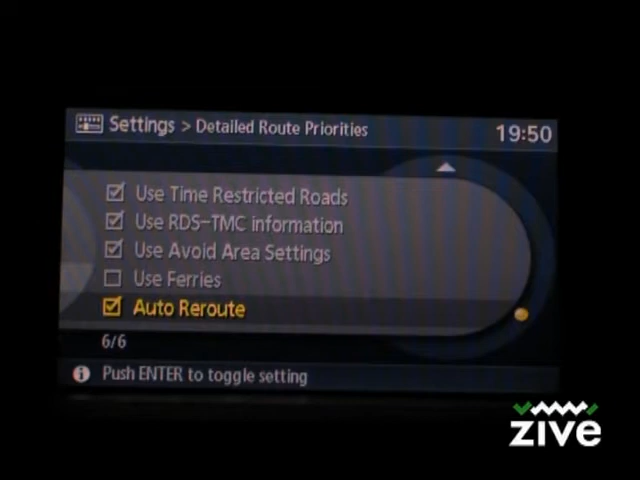 Settings > Detailed Route Priorities 19:50
Use Time Restricted Roads
Use RDS-TMC information
Use Avoid Area Settings
Use Ferries
Auto Reroute
6/6
Push ENTER to toggle setting
zive